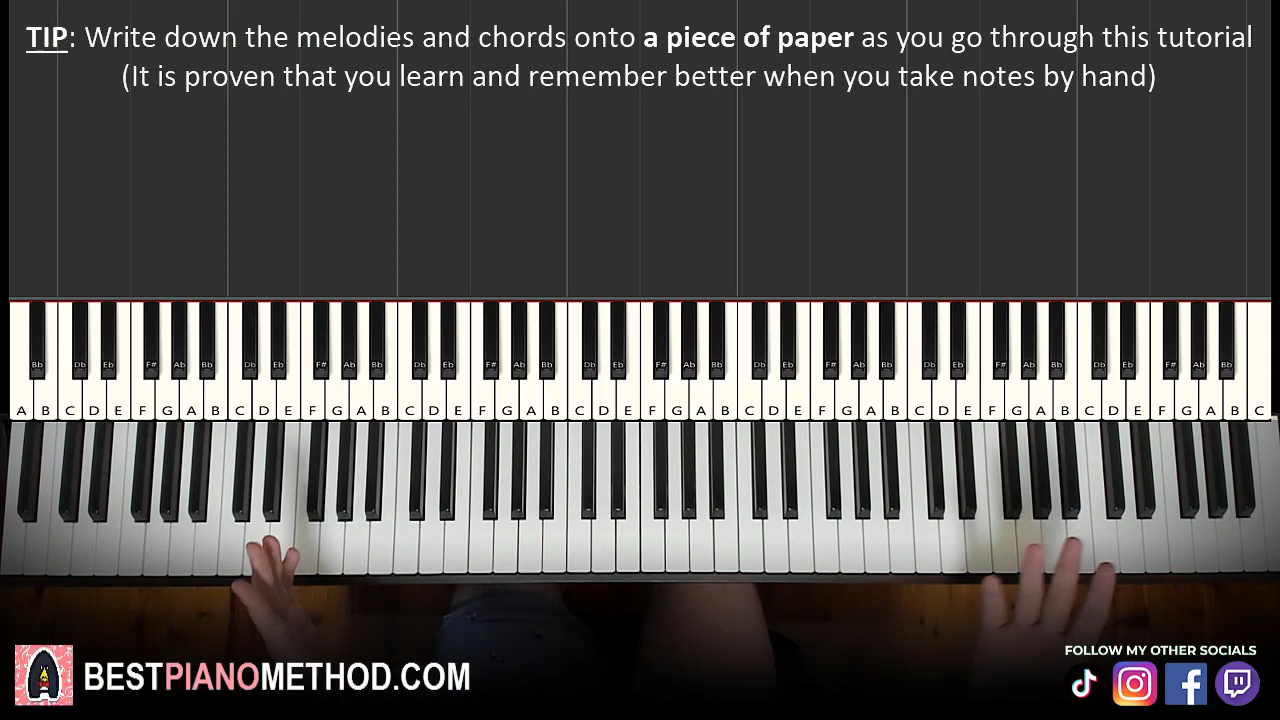 TIP: Write down the melodies and chords onto a piece of paper as you go through this tutorial
(It is proven that you learn and remember better when you take notes by hand)
Bb Db Eb F# Ab Bb Db Eb F# Ab Bb Db Eb F# Ab Bb Db Eb F# Ab Bb Db Eb F# Ab Bb Db Eb F# Ab Bb Db Eb F# Ab Bb
A B C D E F G A B C D E F G A B C D E F G A B C D E F G A B C D E F G A B C D E F G A B C D E F G A B C
FOLLOW MY OTHER SOCIALS
BESTPIANOMETHOD.COM